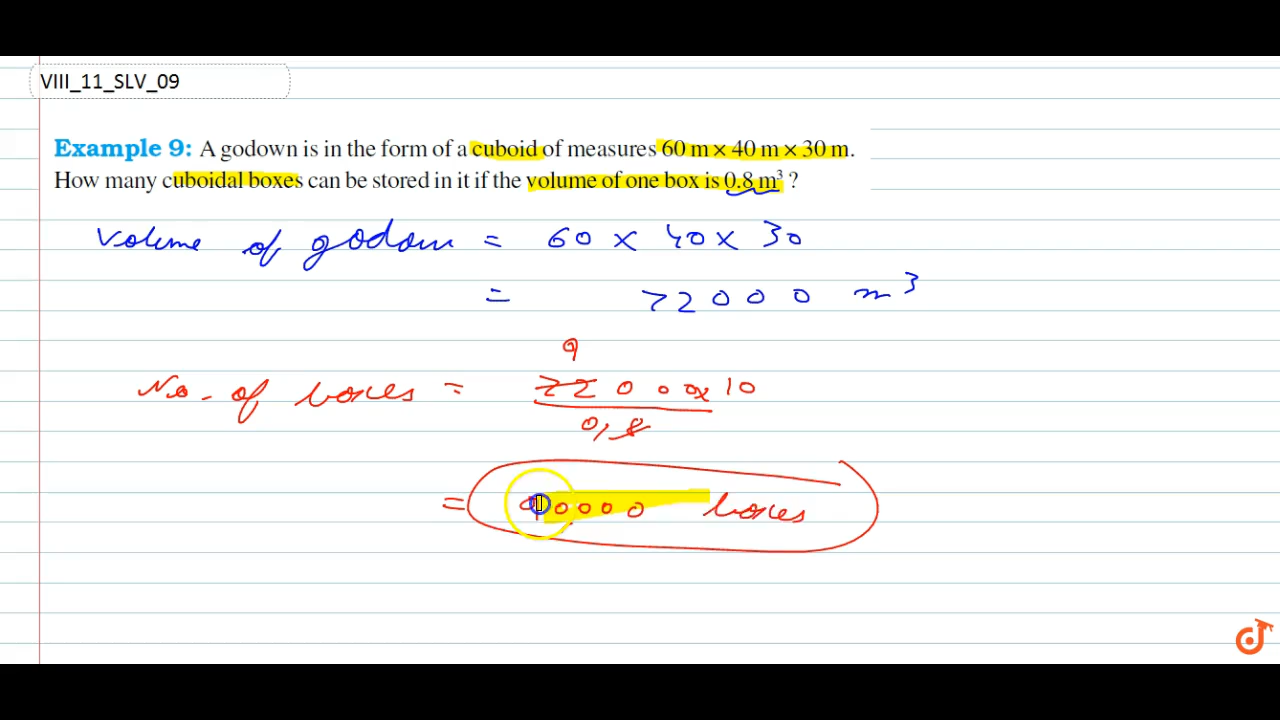 VIII_11_SLV_09
Example 9: A godown is in the form of a cuboid of measures 60 m × 40 m × 30 m.
How many cuboidal boxes can be stored in it if the volume of one box is 0.8 m³ ?
Volume of godown = 60 × 40 × 30
= 72000 m³
9
No. of boxes = 72000 × 10
0.8
= 90000 boxes